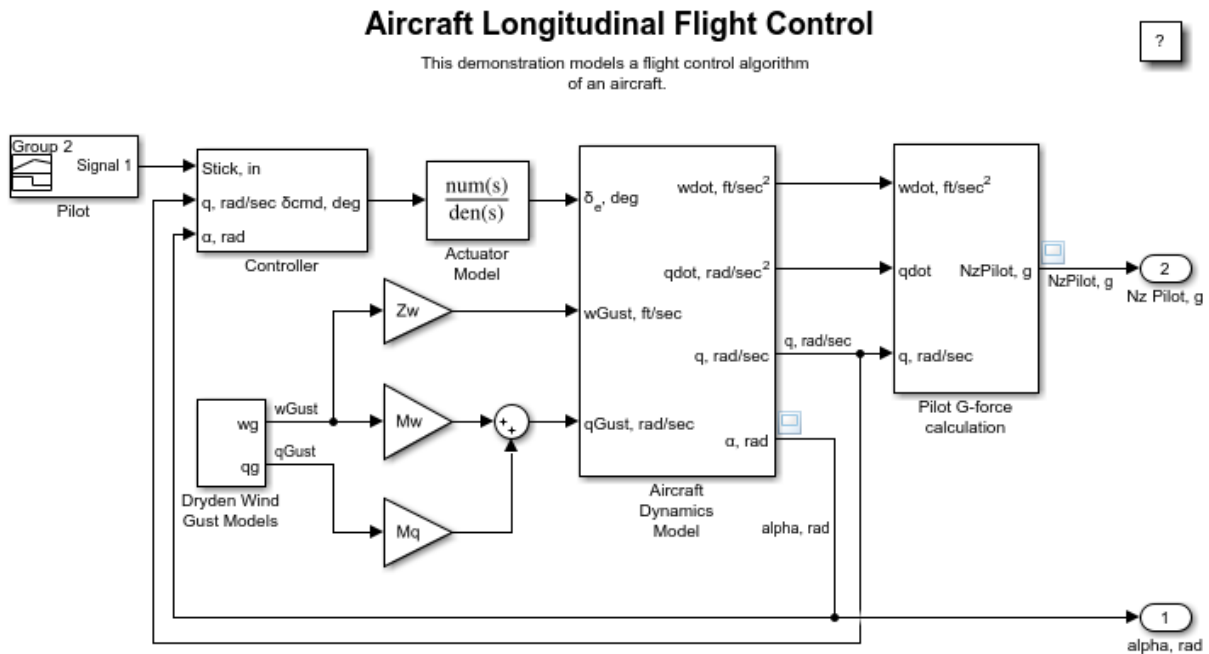 Aircraft Longitudinal Flight Control
?
This demonstration models a flight control algorithm
of an aircraft.
Group 2
Signal 1
Pilot
Stick, in
q, rad/sec δcmd, deg
α, rad
Controller
num(s)
den(s)
Actuator
Model
Zw
Mw
Mq
wGust
wg
qGust
qg
Dryden Wind
Gust Models
+
+
δe, deg
wGust, ft/sec
qGust, rad/sec
wdot, ft/sec²
qdot, rad/sec²
q, rad/sec
α, rad
Aircraft
Dynamics
Model
q, rad/sec
alpha, rad
wdot, ft/sec²
qdot
NzPilot, g
q, rad/sec
Pilot G-force
calculation
NzPilot, g
2
Nz Pilot, g
1
alpha, rad